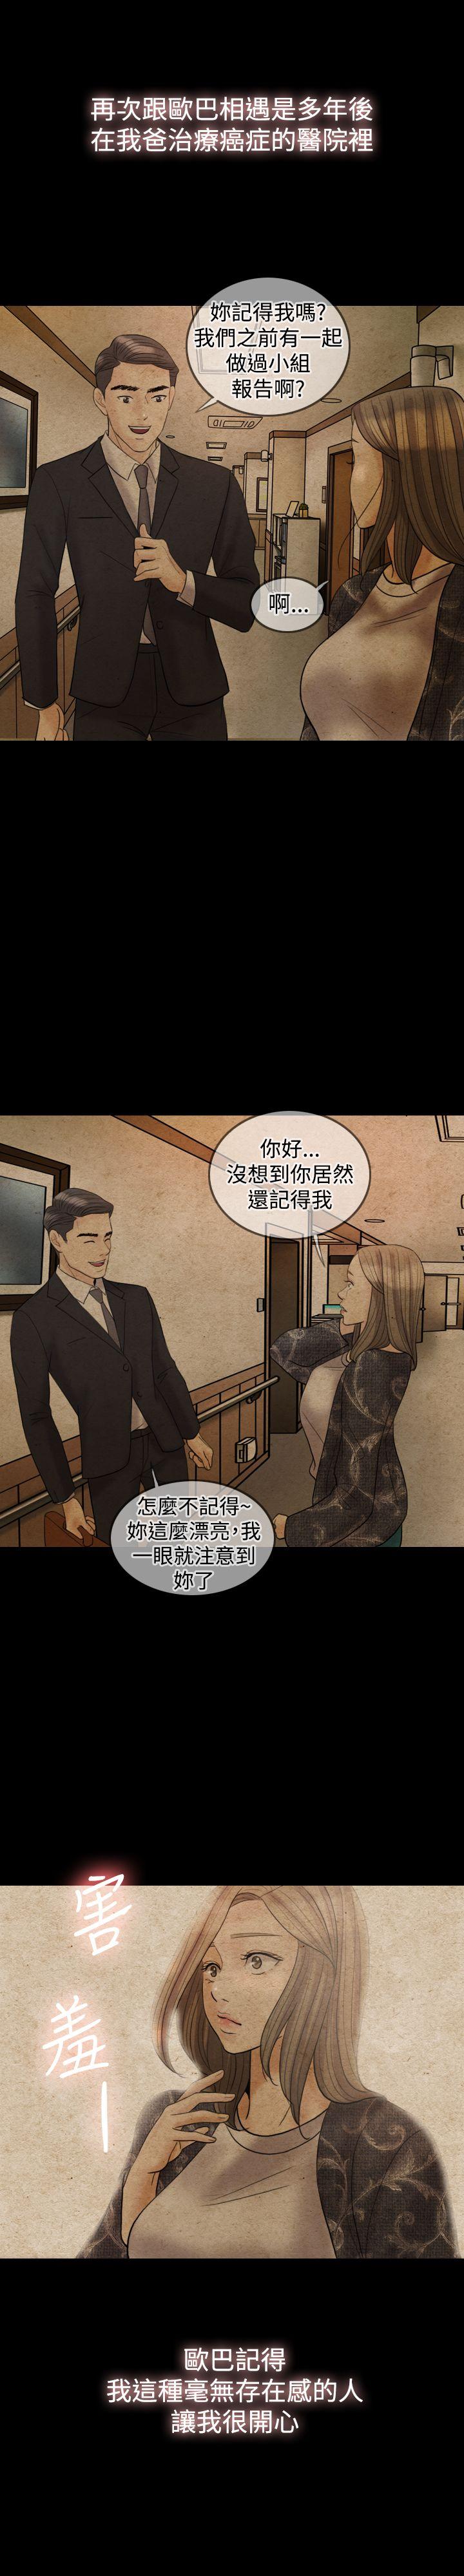 再次跟歐巴相遇是多年後
在我爸治療癌症的醫院裡
妳記得我嗎?
我們之前有一起
做過小組
報告啊?
啊...
你好...
沒想到你居然
還記得我
怎麼不記得~
妳這麼漂亮,我
一眼就注意到
妳了
害羞—
歐巴記得
我這種毫無存在感的人
讓我很開心